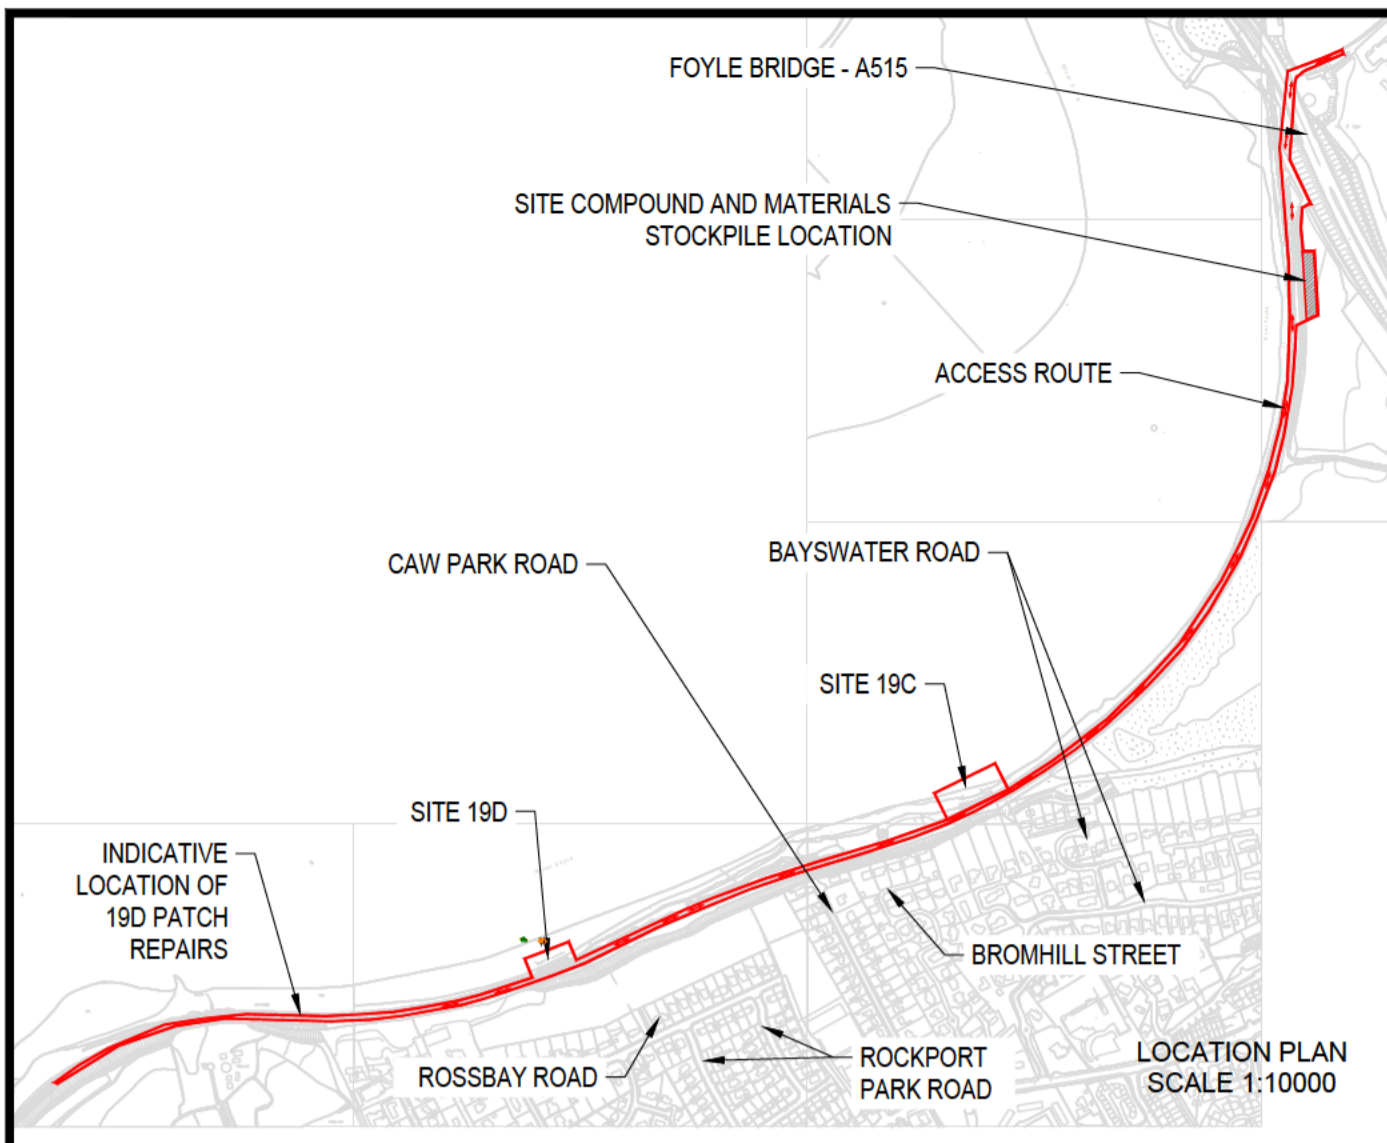 FOYLE BRIDGE - A515
SITE COMPOUND AND MATERIALS
STOCKPILE LOCATION
ACCESS ROUTE
CAW PARK ROAD
BAYSWATER ROAD
SITE 19C
SITE 19D
INDICATIVE
LOCATION OF
19D PATCH
REPAIRS
BROMHILL STREET
ROSSBAY ROAD
ROCKPORT
PARK ROAD
LOCATION PLAN
SCALE 1:10000